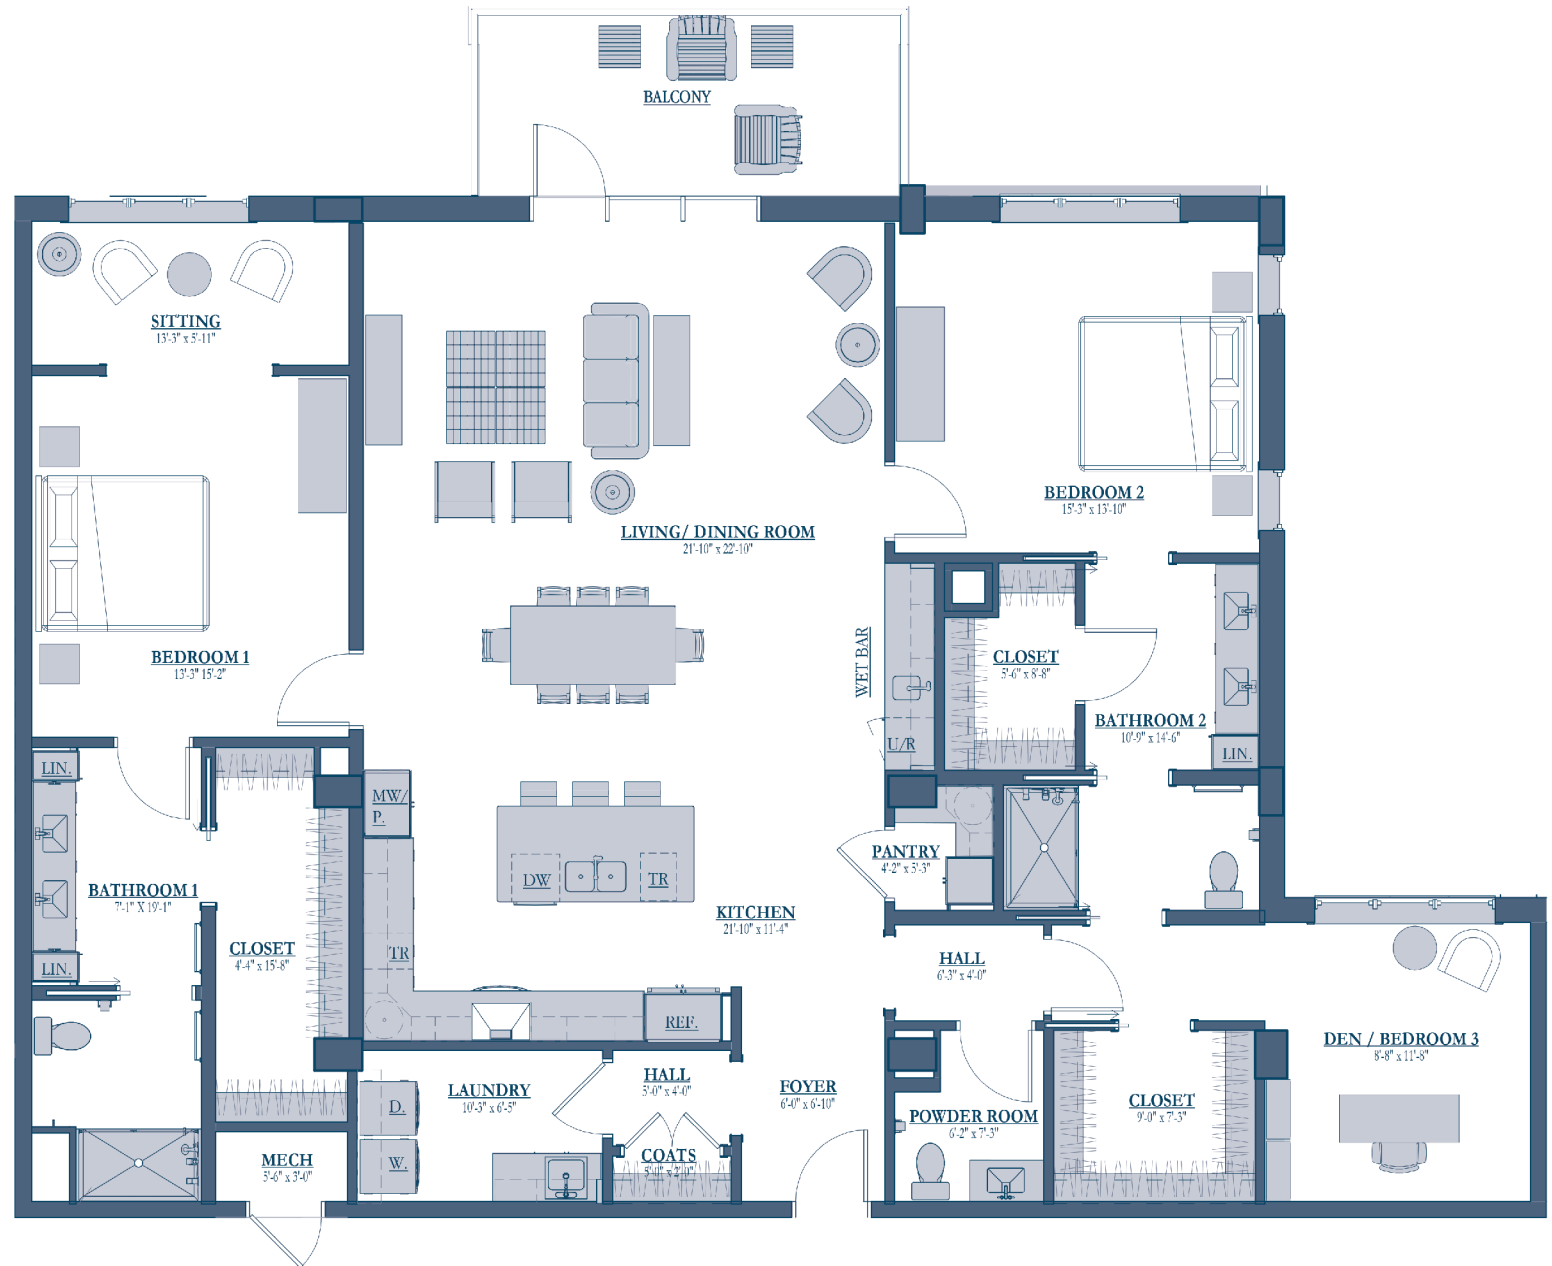 BALCONY
SITTING
13'-3" x 5'-11"
BEDROOM 2
15'-3" x 13'-10"
LIVING/ DINING ROOM
21'-10" x 22'-10"
BEDROOM 1
13'-3" 15'-2"
WET BAR
U/R
CLOSET
5'-6" x 8'-8"
BATHROOM 2
10'-9" x 14'-6"
LIN.
LIN.
MW/
P.
DW
TR
PANTRY
4'-2" x 5'-3"
BATHROOM 1
7'-1" X 19'-1"
KITCHEN
21'-10" x 11'-4"
CLOSET
4'-4" x 15'-8"
TR
LIN.
HALL
6'-3" x 4'-0"
REF.
DEN / BEDROOM 3
8'-8" x 11'-8"
LAUNDRY
10'-3" x 6'-5"
HALL
5'-0" x 4'-0"
FOYER
6'-0" x 6'-10"
D.
W.
POWDER ROOM
6'-2" x 7'-3"
CLOSET
9'-0" x 7'-3"
MECH
5'-6" x 3'-0"
COATS
5'-0" x 2'-0"